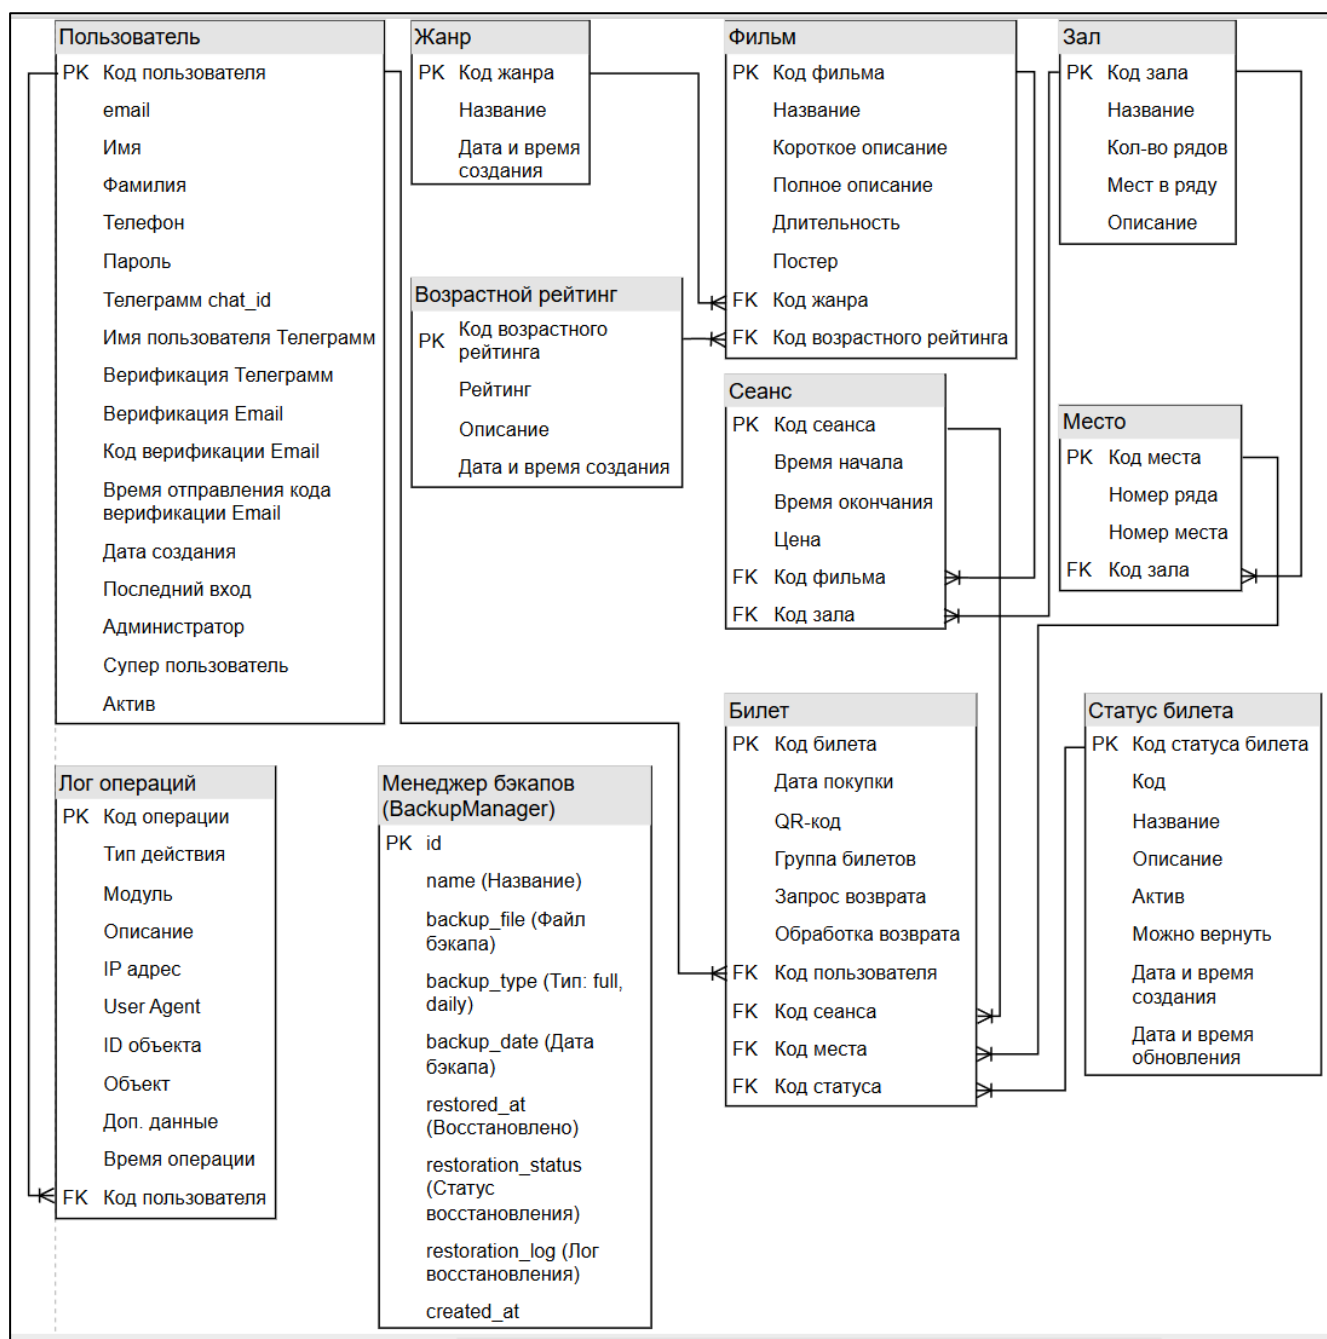 Пользователь
PK Код пользователя
email
Имя
Фамилия
Телефон
Пароль
Телеграмм chat_id
Имя пользователя Телеграмм
Верификация Телеграмм
Верификация Email
Код верификации Email
Время отправления кода
верификации Email
Дата создания
Последний вход
Администратор
Супер пользователь
Актив
Жанр
PK Код жанра
Название
Дата и время
создания
Возрастной рейтинг
PK Код возрастного
рейтинга
Рейтинг
Описание
Дата и время создания
Фильм
PK Код фильма
Название
Короткое описание
Полное описание
Длительность
Постер
FK Код жанра
FK Код возрастного рейтинга
Зал
PK Код зала
Название
Кол-во рядов
Мест в ряду
Описание
Сеанс
PK Код сеанса
Время начала
Время окончания
Цена
FK Код фильма
FK Код зала
Место
PK Код места
Номер ряда
Номер места
FK Код зала
Лог операций
PK Код операции
Тип действия
Модуль
Описание
IP адрес
User Agent
ID объекта
Объект
Доп. данные
Время операции
FK Код пользователя
Менеджер бэкапов
(BackupManager)
PK id
name (Название)
backup_file (Файл
бэкапа)
backup_type (Тип: full,
daily)
backup_date (Дата
бэкапа)
restored_at
(Восстановлено)
restoration_status
(Статус
восстановления)
restoration_log (Лог
восстановления)
created_at
Билет
PK Код билета
Дата покупки
QR-код
Группа билетов
Запрос возврата
Обработка возврата
FK Код пользователя
FK Код сеанса
FK Код места
FK Код статуса
Статус билета
PK Код статуса билета
Код
Название
Описание
Актив
Можно вернуть
Дата и время
создания
Дата и время
обновления